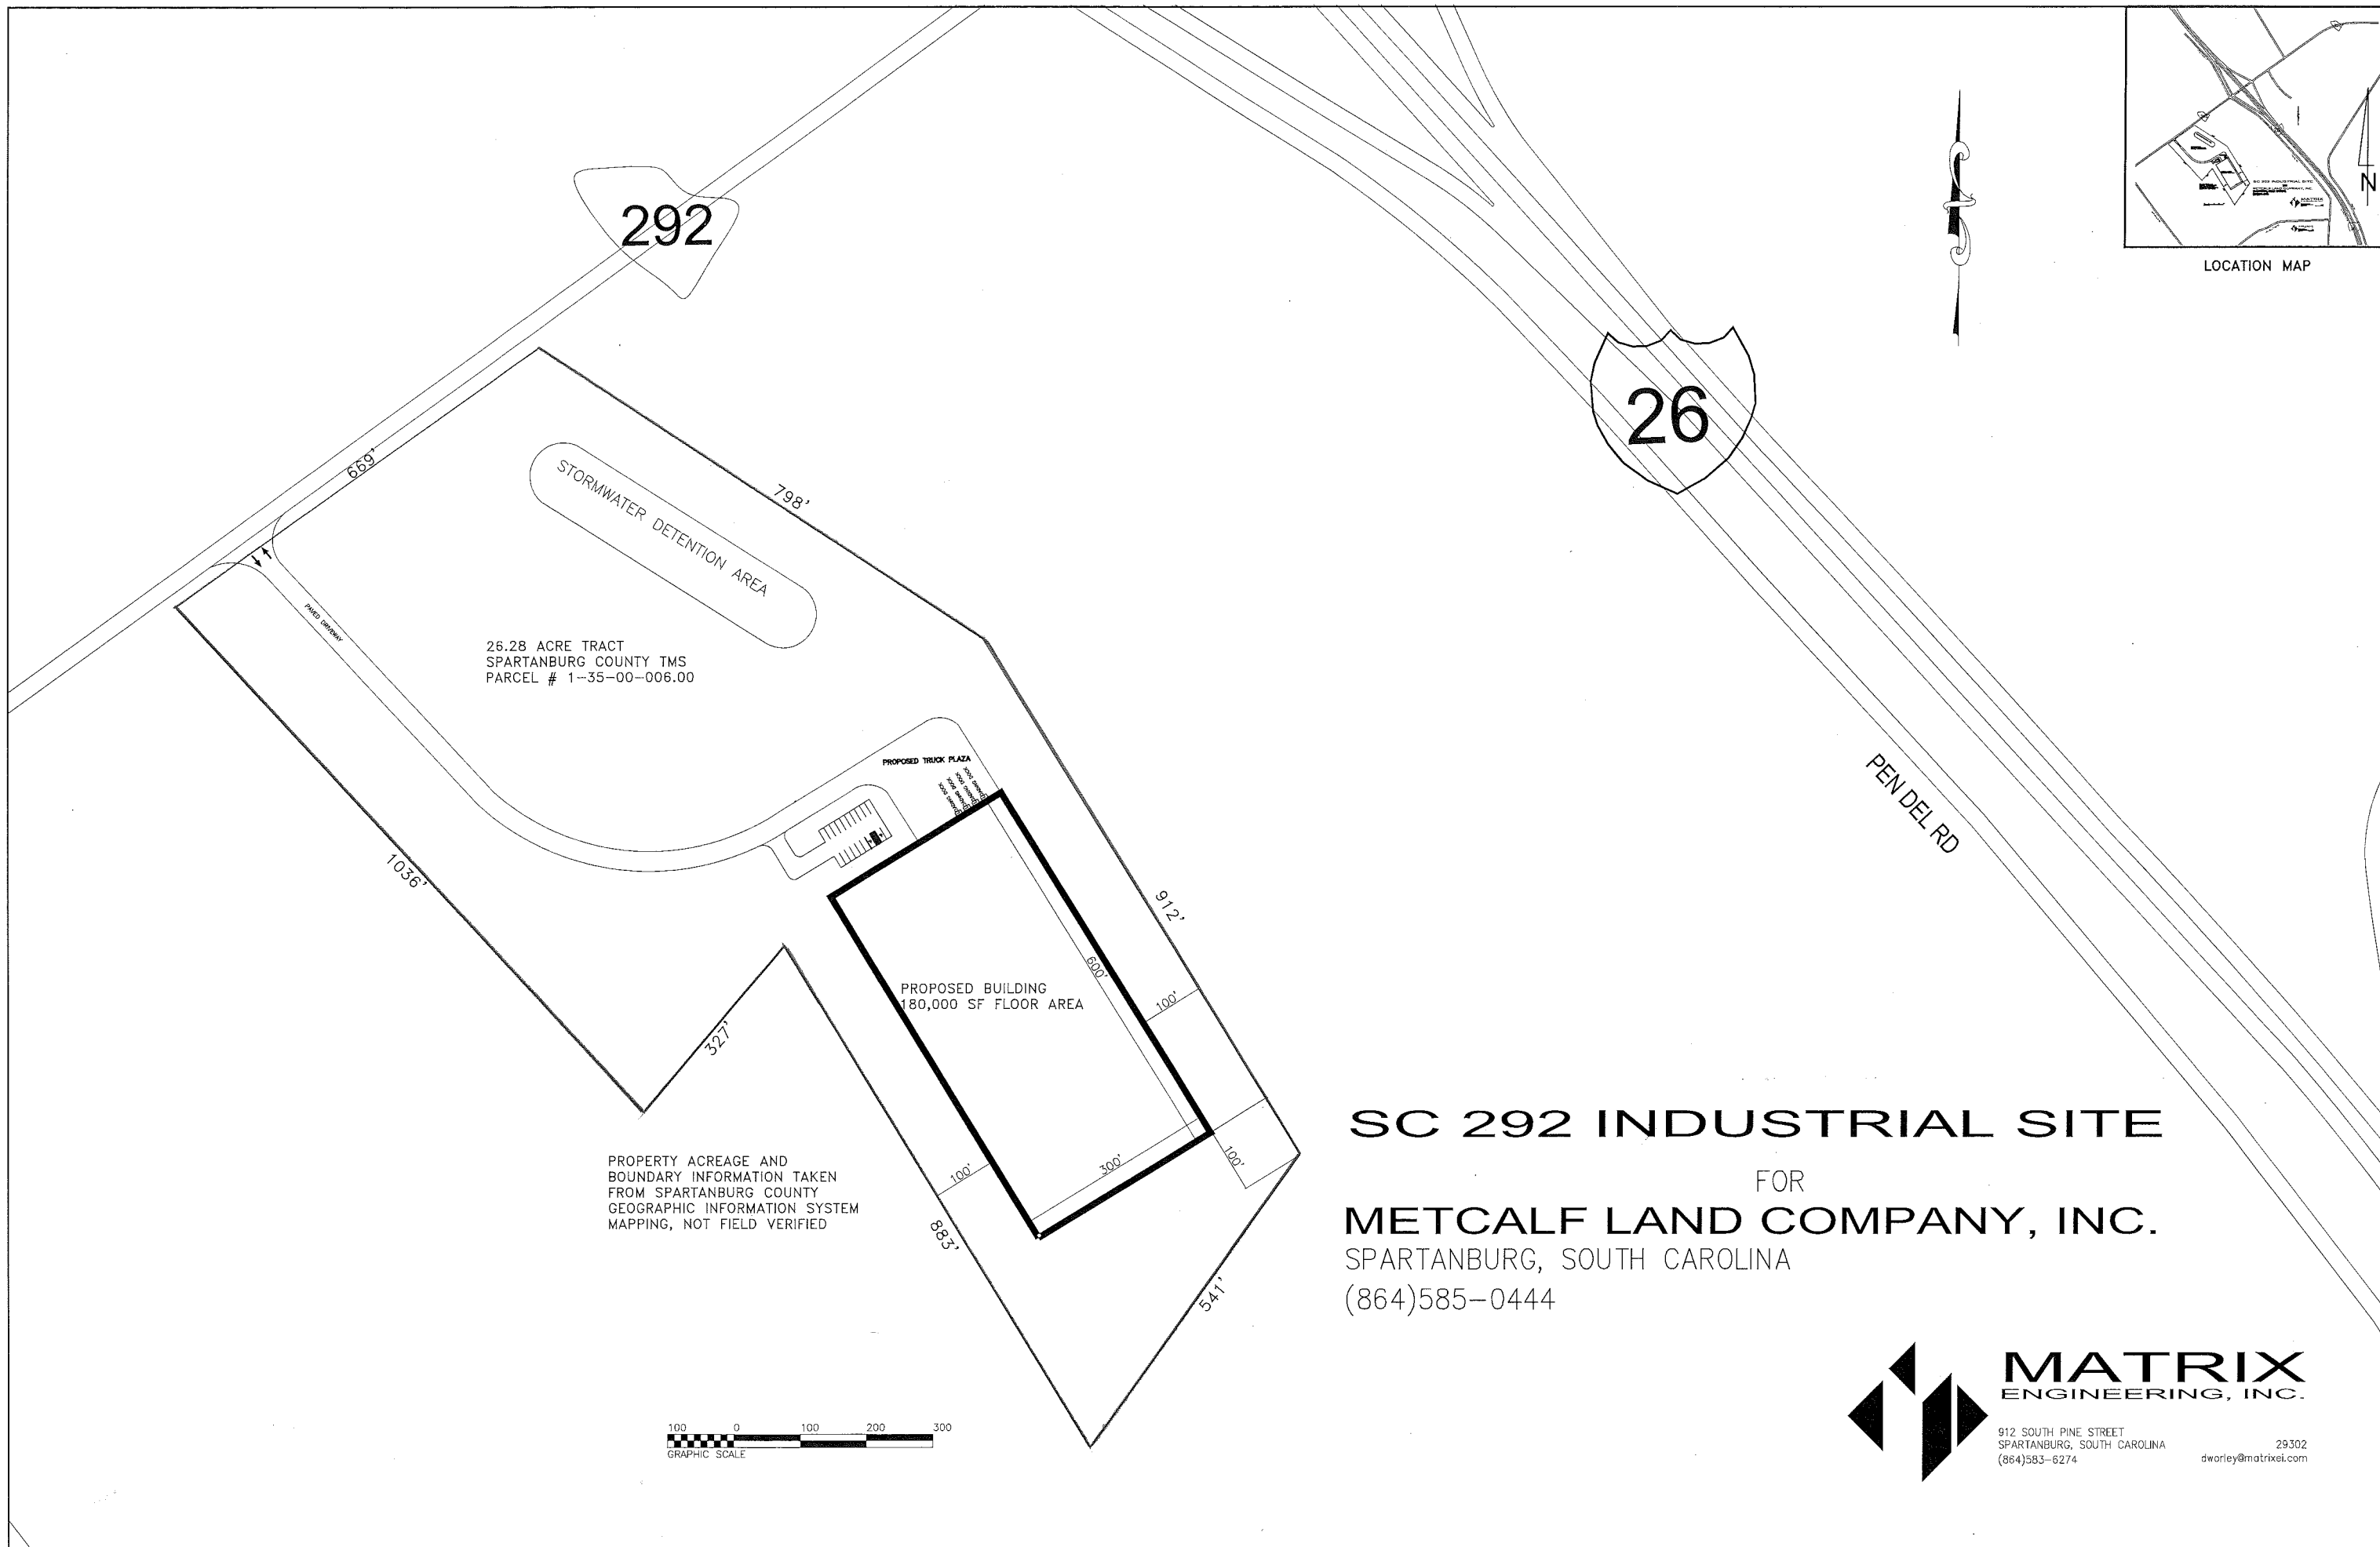 292
26
LOCATION MAP
669'
798'
STORMWATER DETENTION AREA
PAVED DRIVEWAY
26.28 ACRE TRACT
SPARTANBURG COUNTY TMS
PARCEL # 1-35-00-006.00
PROPOSED TRUCK PLAZA
PEN DEL RD
1036'
912'
600'
100'
PROPOSED BUILDING
180,000 SF FLOOR AREA
327'
100'
300'
100'
883'
541'
PROPERTY ACREAGE AND
BOUNDARY INFORMATION TAKEN
FROM SPARTANBURG COUNTY
GEOGRAPHIC INFORMATION SYSTEM
MAPPING, NOT FIELD VERIFIED
SC 292 INDUSTRIAL SITE
FOR
METCALF LAND COMPANY, INC.
SPARTANBURG, SOUTH CAROLINA
(864)585-0444
100 0 100 200 300
GRAPHIC SCALE
MATRIX
ENGINEERING, INC.
912 SOUTH PINE STREET
SPARTANBURG, SOUTH CAROLINA 29302
(864)583-6274 dworley@matrixei.com
N